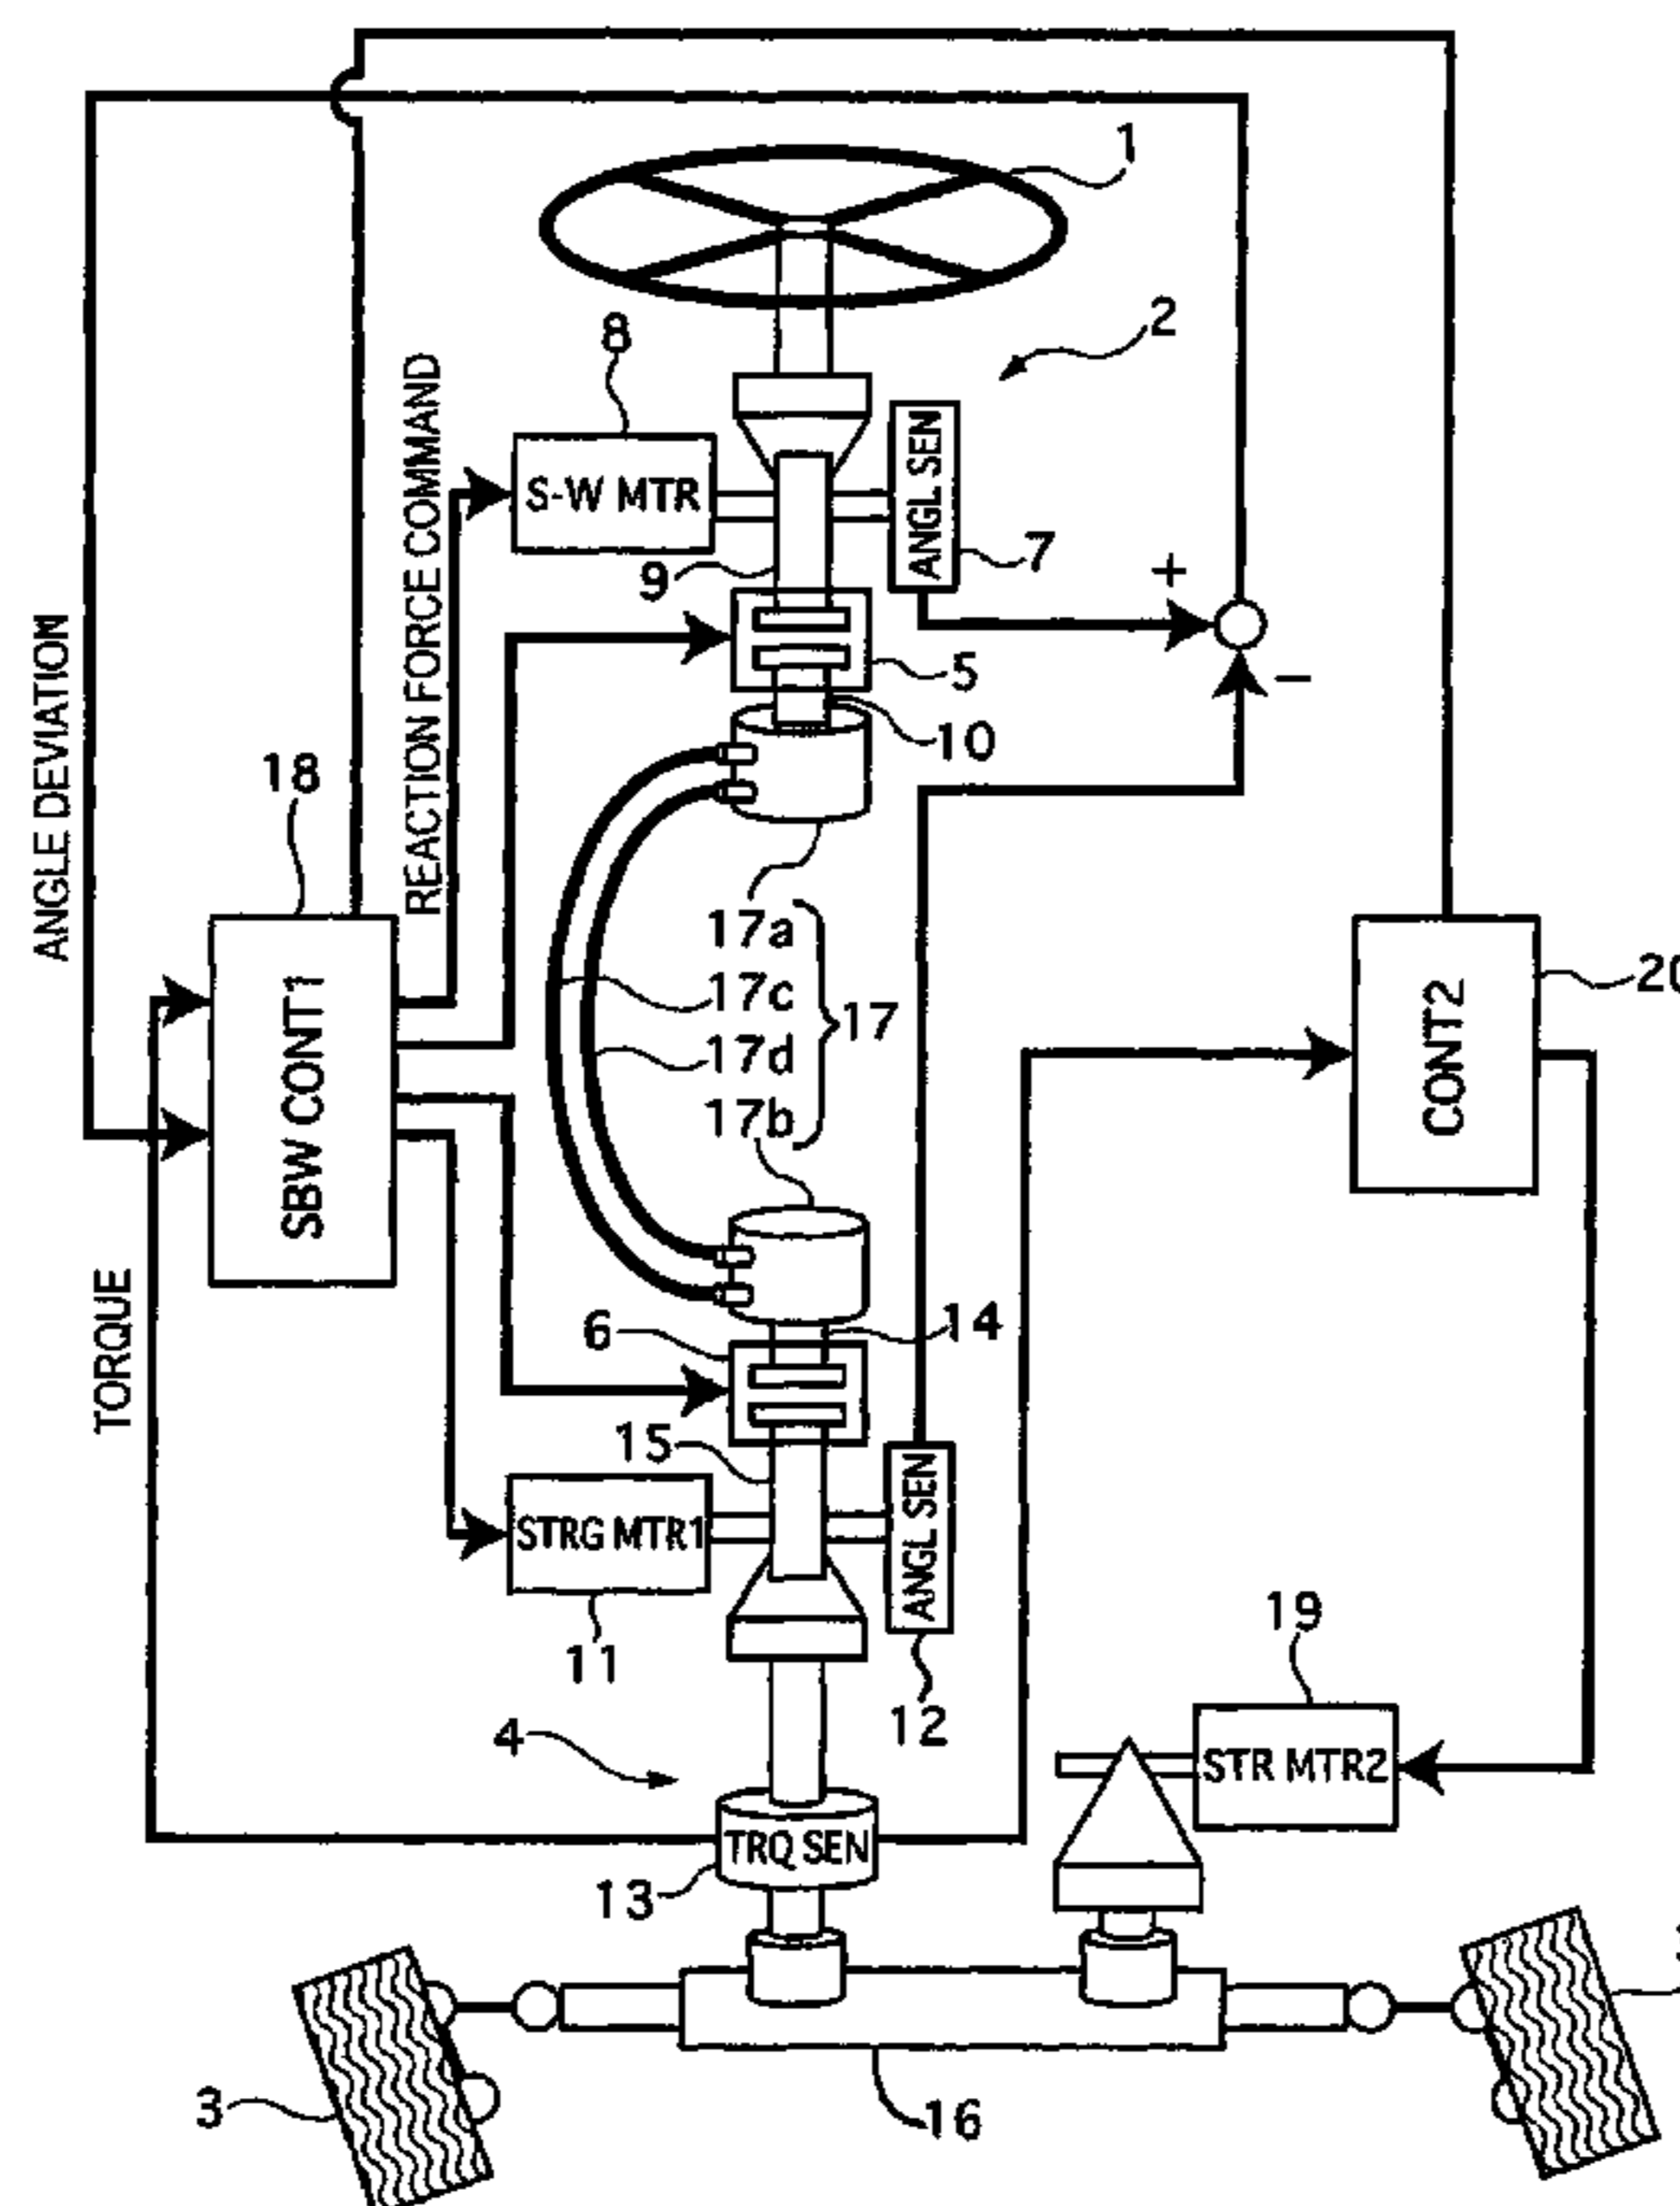 1
2
8
REACTION FORCE COMMAND
S-W MTR
ANGL SEN
7
9
+
5
−
10
ANGLE DEVIATION
18
17a
17c
17
17d
17b
SBW CONT1
CONT2
TORQUE
6
14
15
STRG MTR1
ANGL SEN
11
12
19
4
STR MTR2
TRQ SEN
13
3
16